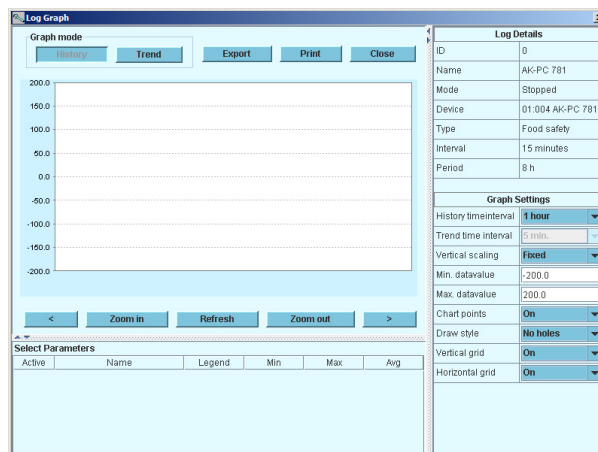 Log Graph
Graph mode
History Trend Export Print Close
200.0
150.0
100.0
50.0
0.0
-50.0
-100.0
-150.0
-200.0
< Zoom in Refresh Zoom out >
Select Parameters
Active Name Legend Min Max Avg
Log Details
ID 0
Name AK-PC 781
Mode Stopped
Device 01:004 AK-PC 781
Type Food safety
Interval 15 minutes
Period 8 h
Graph Settings
History timeinterval 1 hour
Trend time interval 5 min.
Vertical scaling Fixed
Min. datavalue -200.0
Max. datavalue 200.0
Chart points On
Draw style No holes
Vertical grid On
Horizontal grid On